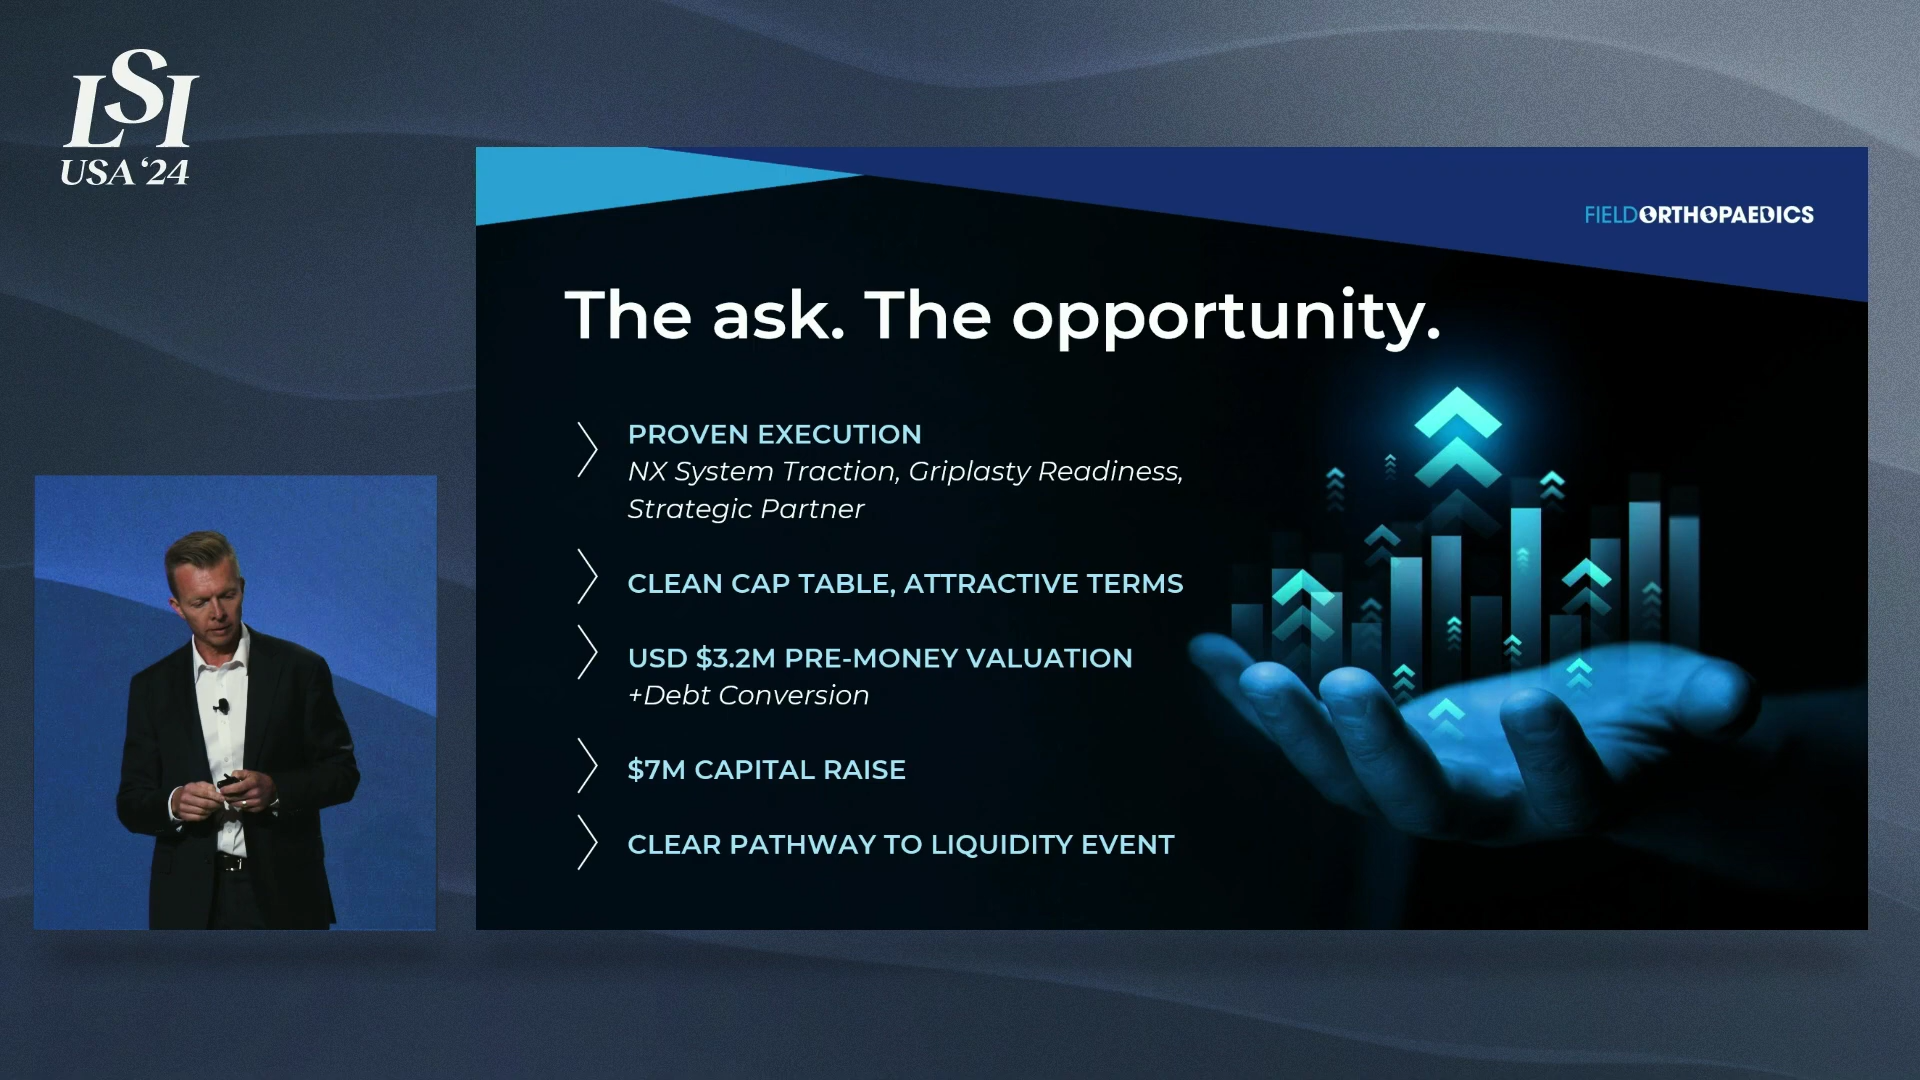 LSI
USA '24
FIELDORTHOPAEDICS
The ask. The opportunity.
PROVEN EXECUTION
NX System Traction, Griplasty Readiness,
Strategic Partner
CLEAN CAP TABLE, ATTRACTIVE TERMS
USD $3.2M PRE-MONEY VALUATION
+Debt Conversion
$7M CAPITAL RAISE
CLEAR PATHWAY TO LIQUIDITY EVENT